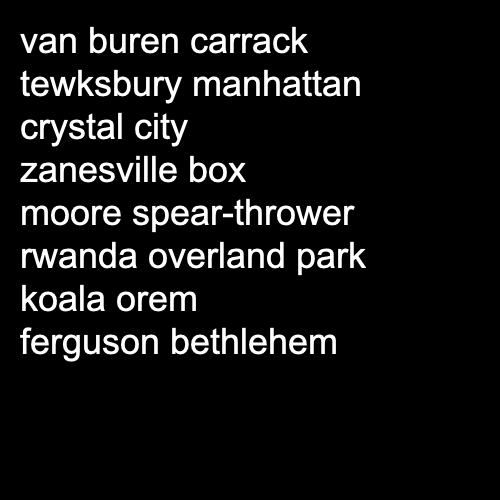 van buren carrack
tewksbury manhattan
crystal city
zanesville box
moore spear-thrower
rwanda overland park
koala orem
ferguson bethlehem